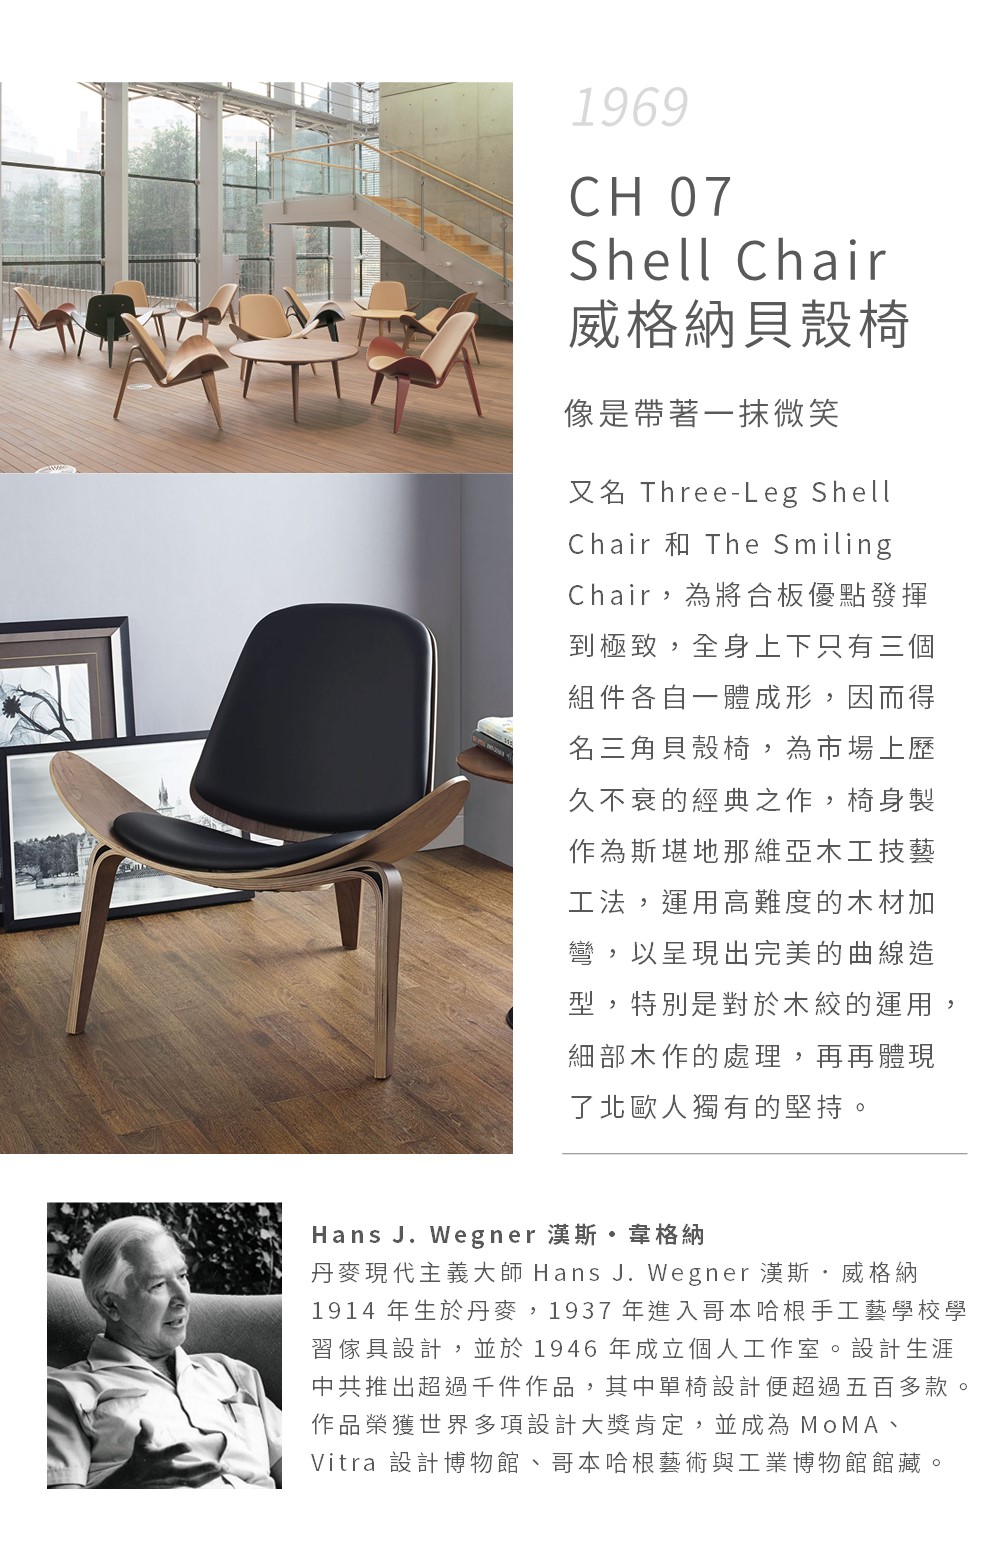 1969
CH 07
Shell Chair
威格納貝殼椅
像是帶著一抹微笑
又名 Three-Leg Shell
Chair 和 The Smiling
Chair，為將合板優點發揮
到極致，全身上下只有三個
組件各自一體成形，因而得
名三角貝殼椅，為市場上歷
久不衰的經典之作，椅身製
作為斯堪地那維亞木工技藝
工法，運用高難度的木材加
彎，以呈現出完美的曲線造
型，特別是對於木紋的運用，
細部木作的處理，再再體現
了北歐人獨有的堅持。
Hans J. Wegner 漢斯・韋格納
丹麥現代主義大師 Hans J. Wegner 漢斯．威格納
1914 年生於丹麥，1937 年進入哥本哈根手工藝學校學
習傢具設計，並於 1946 年成立個人工作室。設計生涯
中共推出超過千件作品，其中單椅設計便超過五百多款。
作品榮獲世界多項設計大獎肯定，並成為 MoMA、
Vitra 設計博物館、哥本哈根藝術與工業博物館館藏。